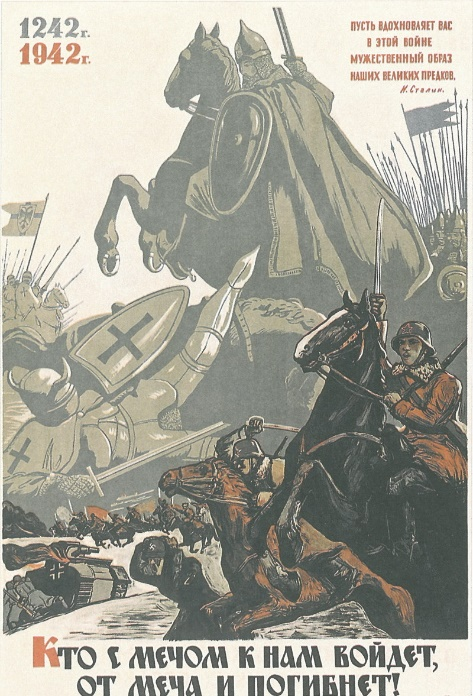 1242г.
1942г.
ПУСТЬ ВДОХНОВЛЯЕТ ВАС
В ЭТОЙ ВОЙНЕ
МУЖЕСТВЕННЫЙ ОБРАЗ
НАШИХ ВЕЛИКИХ ПРЕДКОВ.
И. Сталин.
КТО С МЕЧОМ К НАМ ВОЙДЕТ,
ОТ МЕЧА И ПОГИБНЕТ!